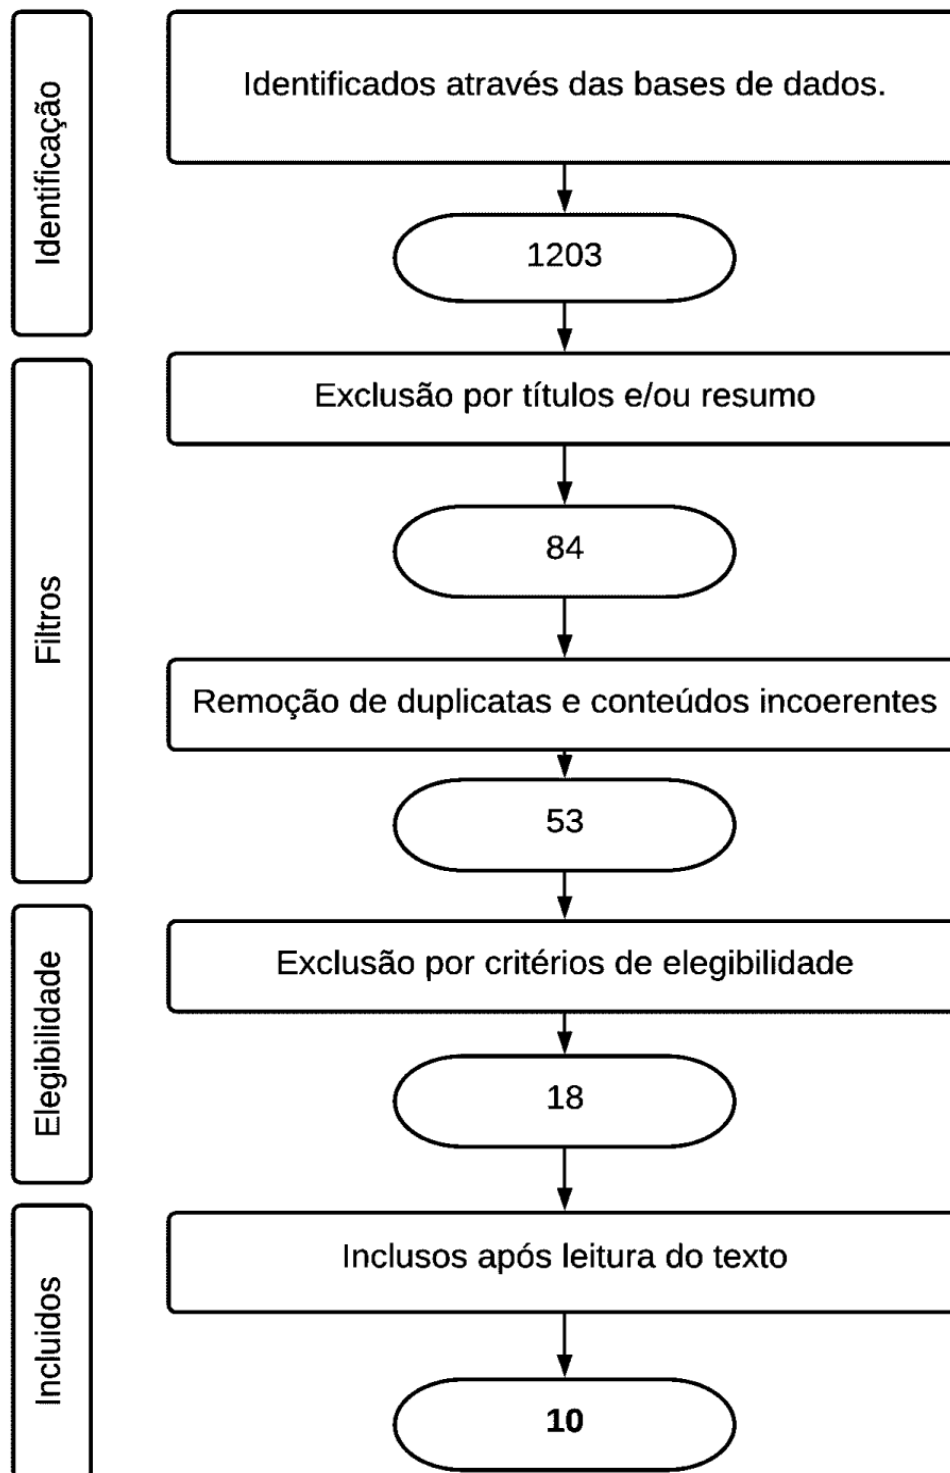 Identificação
Identificados através das bases de dados.
1203
Filtros
Exclusão por títulos e/ou resumo
84
Remoção de duplicatas e conteúdos incoerentes
53
Elegibilidade
Exclusão por critérios de elegibilidade
18
Incluidos
Inclusos após leitura do texto
10